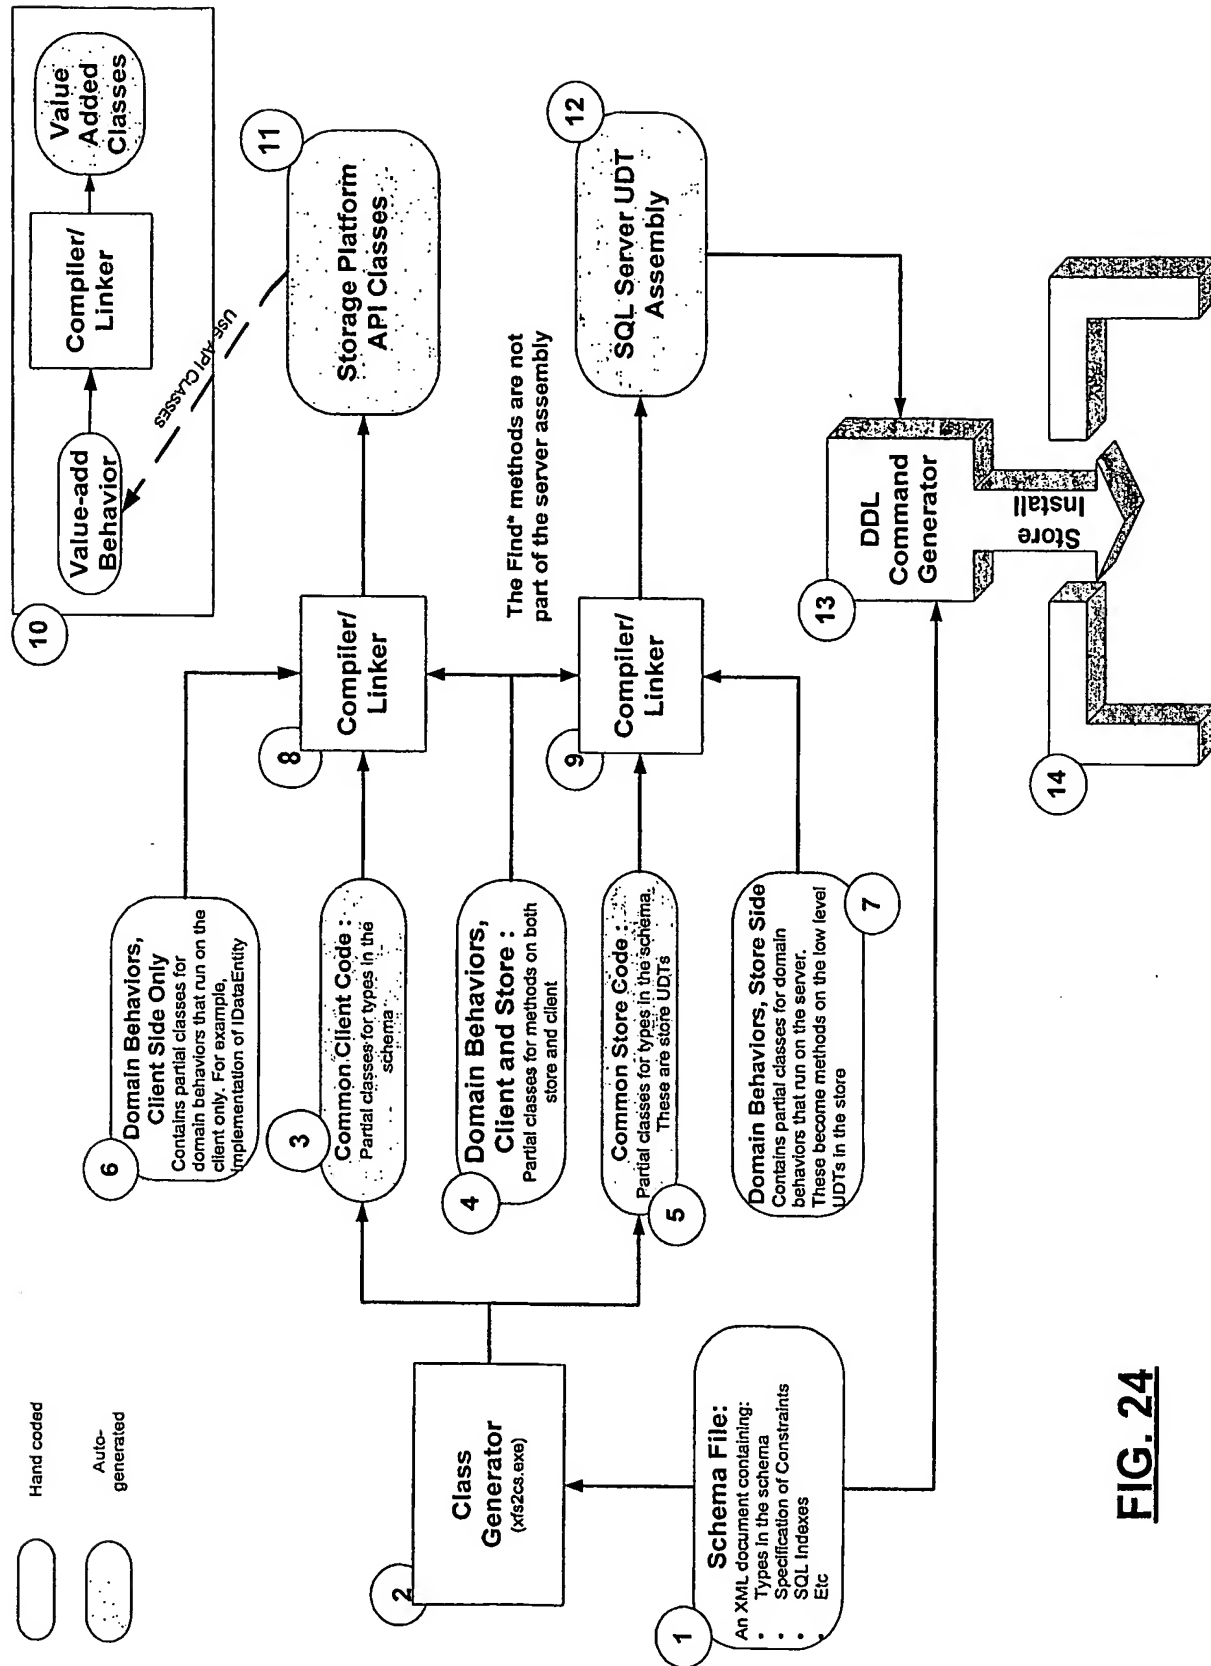 Hand coded
Auto-
generated
1
Schema File:
An XML document containing:
• Types in the schema
• Specification of Constraints
• SQL Indexes
• Etc
2
Class
Generator
(xfs2cs.exe)
6
Domain Behaviors,
Client Side Only
Contains partial classes for
domain behaviors that run on the
client only. For example,
Implementation of IDataEntity
3
Common Client Code :
Partial classes for types in the
schema
4
Domain Behaviors,
Client and Store :
Partial classes for methods on both
store and client
5
Common Store Code :
Partial classes for types in the schema.
These are store UDTs
7
Domain Behaviors, Store Side
Contains partial classes for domain
behaviors that run on the server.
These become methods on the low level
UDTs in the store
8
Compiler/
Linker
9
Compiler/
Linker
The Find* methods are not
part of the server assembly
10
Value-add
Behavior
Compiler/
Linker
Value
Added
Classes
USE API CLASSES
11
Storage Platform
API Classes
12
SQL Server UDT
Assembly
13
DDL
Command
Generator
Store
Install
14
FIG. 24